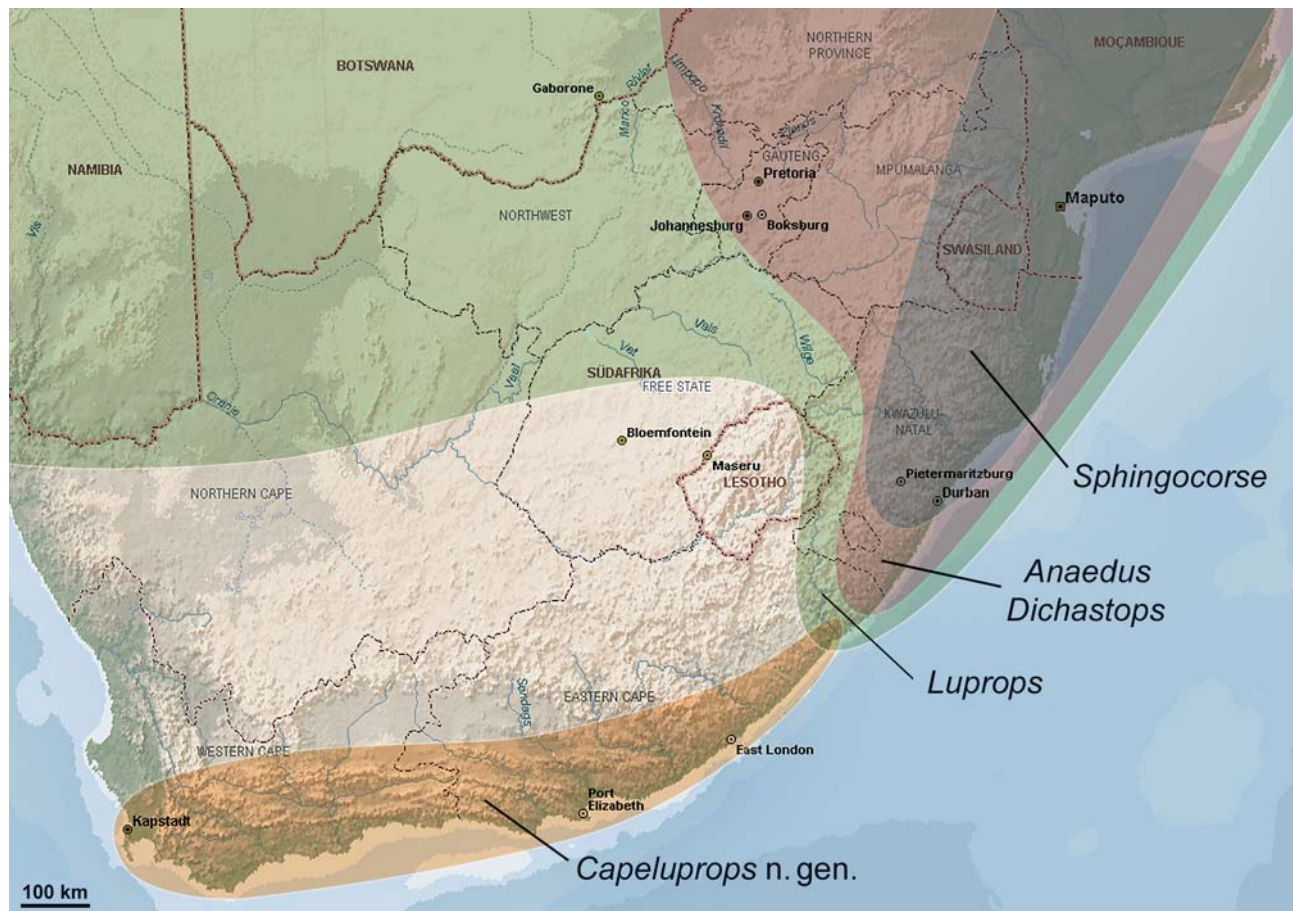 NORTHERN
PROVINCE
MOÇAMBIQUE
BOTSWANA
Gaborone
Marico
Rivier
Limpopo
Krokodil
Elands
NAMIBIA
Vis
GAUTENG
Pretoria
MPUMALANGA
Maputo
NORTHWEST
Johannesburg
Boksburg
SWASILAND
Vals
Vet
Wilge
Vaal
SÜDAFRIKA
FREE STATE
Oranje
KWAZULU-
NATAL
Bloemfontein
Maseru
LESOTHO
Pietermaritzburg
Durban
Sphingocorse
NORTHERN CAPE
Anaedus
Dichastops
Luprops
EASTERN CAPE
Sondags
WESTERN CAPE
East London
Port
Elizabeth
Kapstadt
Capeluprops n. gen.
100 km